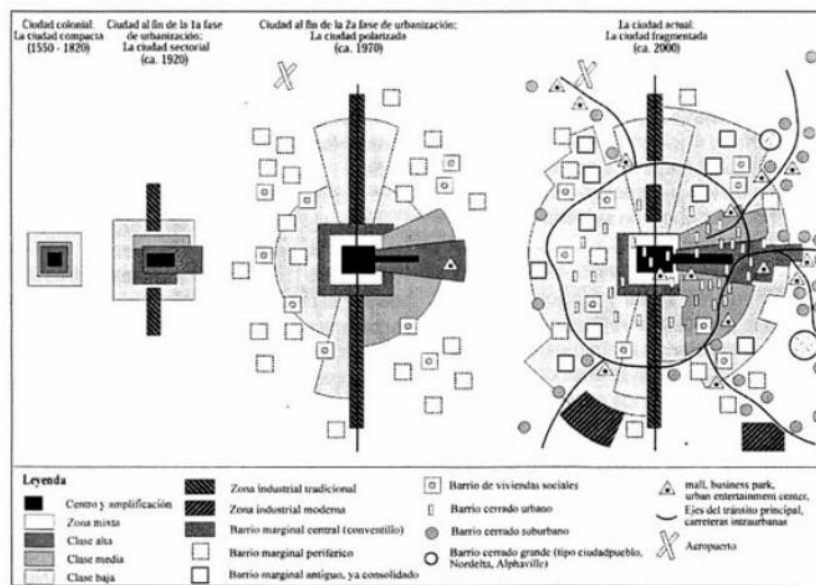 Ciudad colonial:
La ciudad compacta
(1550 - 1820)
Ciudad al fin de la 1a fase
de urbanización:
La ciudad sectorial
(ca. 1920)
Ciudad al fin de la 2a fase de urbanización:
La ciudad polarizada
(ca. 1970)
La ciudad actual:
La ciudad fragmentada
(ca. 2000)
Leyenda
Centro y amplificación
Zona mixta
Clase alta
Clase media
Clase baja
Zona industrial tradicional
Zona industrial moderna
Barrio marginal central (conventillo)
Barrio marginal periférico
Barrio marginal antiguo, ya consolidado
Barrio de viviendas sociales
Barrio cerrado urbano
Barrio cerrado suburbano
Barrio cerrado grande (tipo ciudadpueblo,
Nordelta, Alphaville)
mall, business park,
urban entertainment center,
Ejes del tránsito principal,
carreteras intraurbanas
Aeropuerto